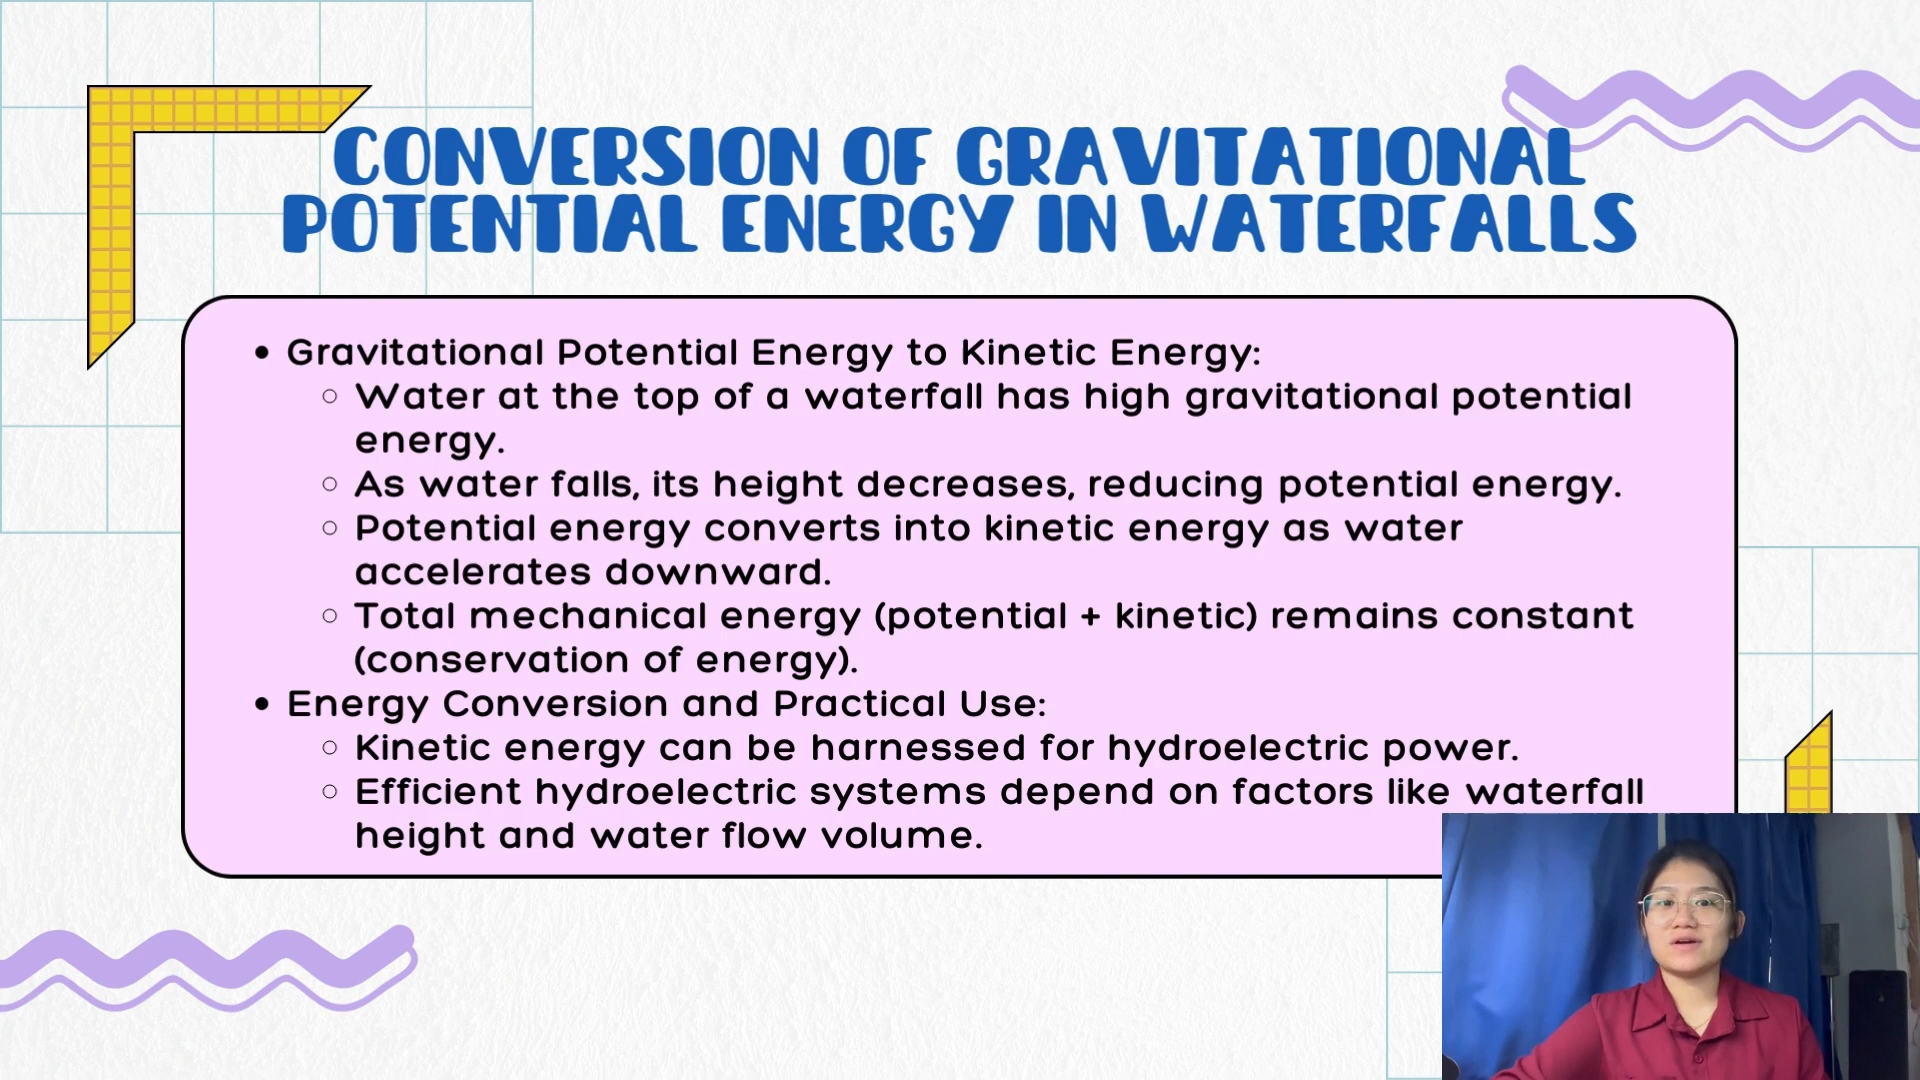 CONVERSION OF GRAVITATIONAL
POTENTIAL ENERGY IN WATERFALLS
• Gravitational Potential Energy to Kinetic Energy:
○ Water at the top of a waterfall has high gravitational potential
energy.
○ As water falls, its height decreases, reducing potential energy.
○ Potential energy converts into kinetic energy as water
accelerates downward.
○ Total mechanical energy (potential + kinetic) remains constant
(conservation of energy).
• Energy Conversion and Practical Use:
○ Kinetic energy can be harnessed for hydroelectric power.
○ Efficient hydroelectric systems depend on factors like waterfall
height and water flow volume.